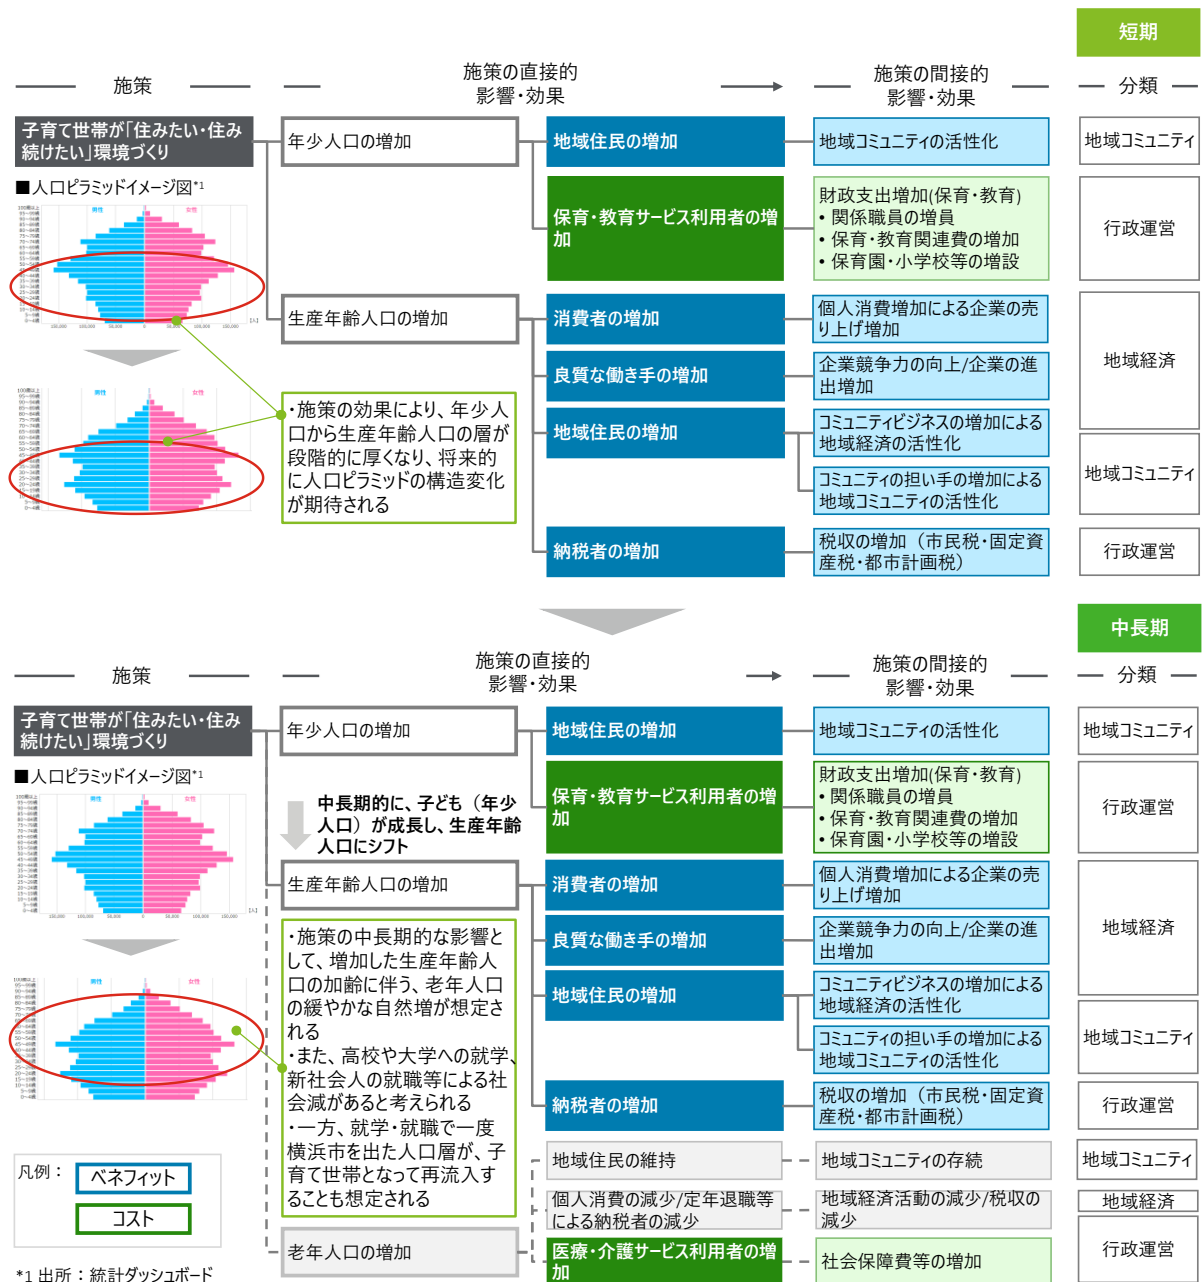 短期
施策
施策の直接的
影響・効果
施策の間接的
影響・効果
分類
子育て世帯が「住みたい・住み
続けたい」環境づくり
年少人口の増加
地域住民の増加
地域コミュニティの活性化
地域コミュニティ
■人口ピラミッドイメージ図*1
男性
女性
保育・教育サービス利用者の増
加
財政支出増加(保育・教育)
• 関係職員の増員
• 保育・教育関連費の増加
• 保育園・小学校等の増設
行政運営
生産年齢人口の増加
消費者の増加
個人消費増加による企業の売
り上げ増加
地域経済
良質な働き手の増加
企業競争力の向上/企業の進
出増加
男性
女性
・施策の効果により、年少人
口から生産年齢人口の層が
段階的に厚くなり、将来的
に人口ピラミッドの構造変化
が期待される
地域住民の増加
コミュニティビジネスの増加による
地域経済の活性化
コミュニティの担い手の増加による
地域コミュニティの活性化
地域コミュニティ
納税者の増加
税収の増加（市民税・固定資
産税・都市計画税）
行政運営
中長期
施策
施策の直接的
影響・効果
施策の間接的
影響・効果
分類
子育て世帯が「住みたい・住み
続けたい」環境づくり
年少人口の増加
地域住民の増加
地域コミュニティの活性化
地域コミュニティ
■人口ピラミッドイメージ図*1
男性
女性
中長期的に、子ども（年少
人口）が成長し、生産年齢
人口にシフト
保育・教育サービス利用者の増
加
財政支出増加(保育・教育)
• 関係職員の増員
• 保育・教育関連費の増加
• 保育園・小学校等の増設
行政運営
生産年齢人口の増加
消費者の増加
個人消費増加による企業の売
り上げ増加
地域経済
良質な働き手の増加
企業競争力の向上/企業の進
出増加
男性
女性
・施策の中長期的な影響と
して、増加した生産年齢人
口の加齢に伴う、老年人口
の緩やかな自然増が想定さ
れる
・また、高校や大学への就学、
新社会人の就職等による社
会減があると考えられる
・一方、就学・就職で一度
横浜市を出た人口層が、子
育て世帯となって再流入す
ることも想定される
地域住民の増加
コミュニティビジネスの増加による
地域経済の活性化
コミュニティの担い手の増加による
地域コミュニティの活性化
地域コミュニティ
納税者の増加
税収の増加（市民税・固定資
産税・都市計画税）
行政運営
地域住民の維持
地域コミュニティの存続
地域コミュニティ
個人消費の減少/定年退職等
による納税者の減少
地域経済活動の減少/税収の
減少
地域経済
老年人口の増加
医療・介護サービス利用者の増
加
社会保障費等の増加
行政運営
凡例：
ベネフィット
コスト
*1 出所：統計ダッシュボード